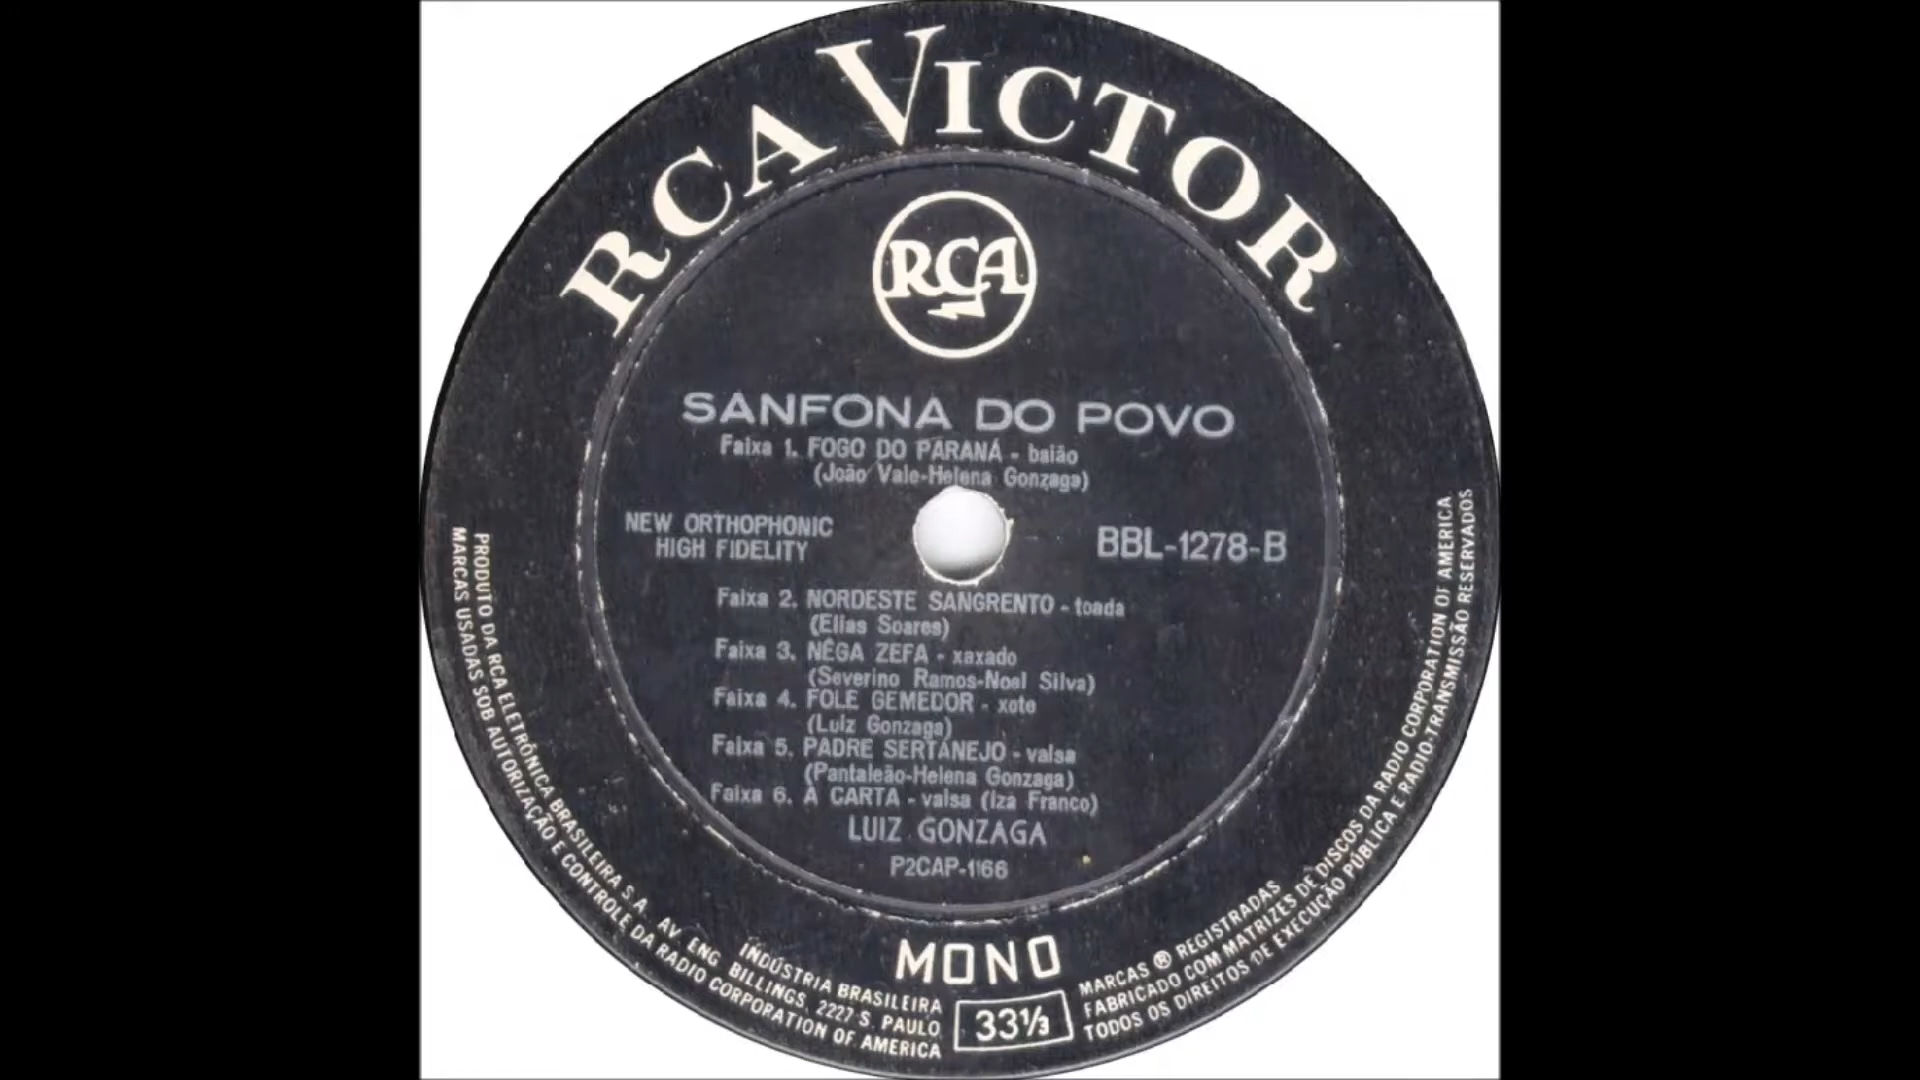 RCA VICTOR
RCA
SANFONA DO POVO
Faixa 1. FOGO DO PARANÁ - baião
(João Vale-Helena Gonzaga)
NEW ORTHOPHONIC
HIGH FIDELITY
BBL-1278-B
Faixa 2. NORDESTE SANGRENTO - toada
(Elias Soares)
Faixa 3. NÊGA ZEFA - xaxado
(Severino Ramos-Noel Silva)
Faixa 4. FOLE GEMEDOR - xote
(Luiz Gonzaga)
Faixa 5. PADRE SERTANEJO - valsa
(Pantaleão-Helena Gonzaga)
Faixa 6. A CARTA - valsa (Iza Franco)
LUIZ GONZAGA
P2CAP-1166
MONO
33⅓
PRODUTO DA RCA ELETRÔNICA BRASILEIRA S.A. AV. ENG. BILLINGS, 2227 S. PAULO
MARCAS USADAS SOB AUTORIZAÇÃO E CONTROLE DA RADIO CORPORATION OF AMERICA
INDÚSTRIA BRASILEIRA
MARCAS ® REGISTRADAS
FABRICADO COM MATRIZES DE DISCOS DA RADIO CORPORATION OF AMERICA
TODOS OS DIREITOS DE EXECUÇÃO PÚBLICA E RADIO-TRANSMISSÃO RESERVADOS